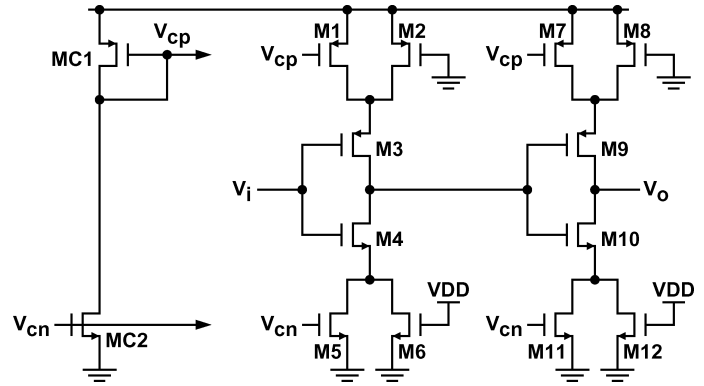 Vcp
MC1
M1
M2
Vcp
M7
M8
Vcp
M3
M9
Vi
Vo
M4
M10
VDD
VDD
Vcn
MC2
Vcn
M5
M6
Vcn
M11
M12